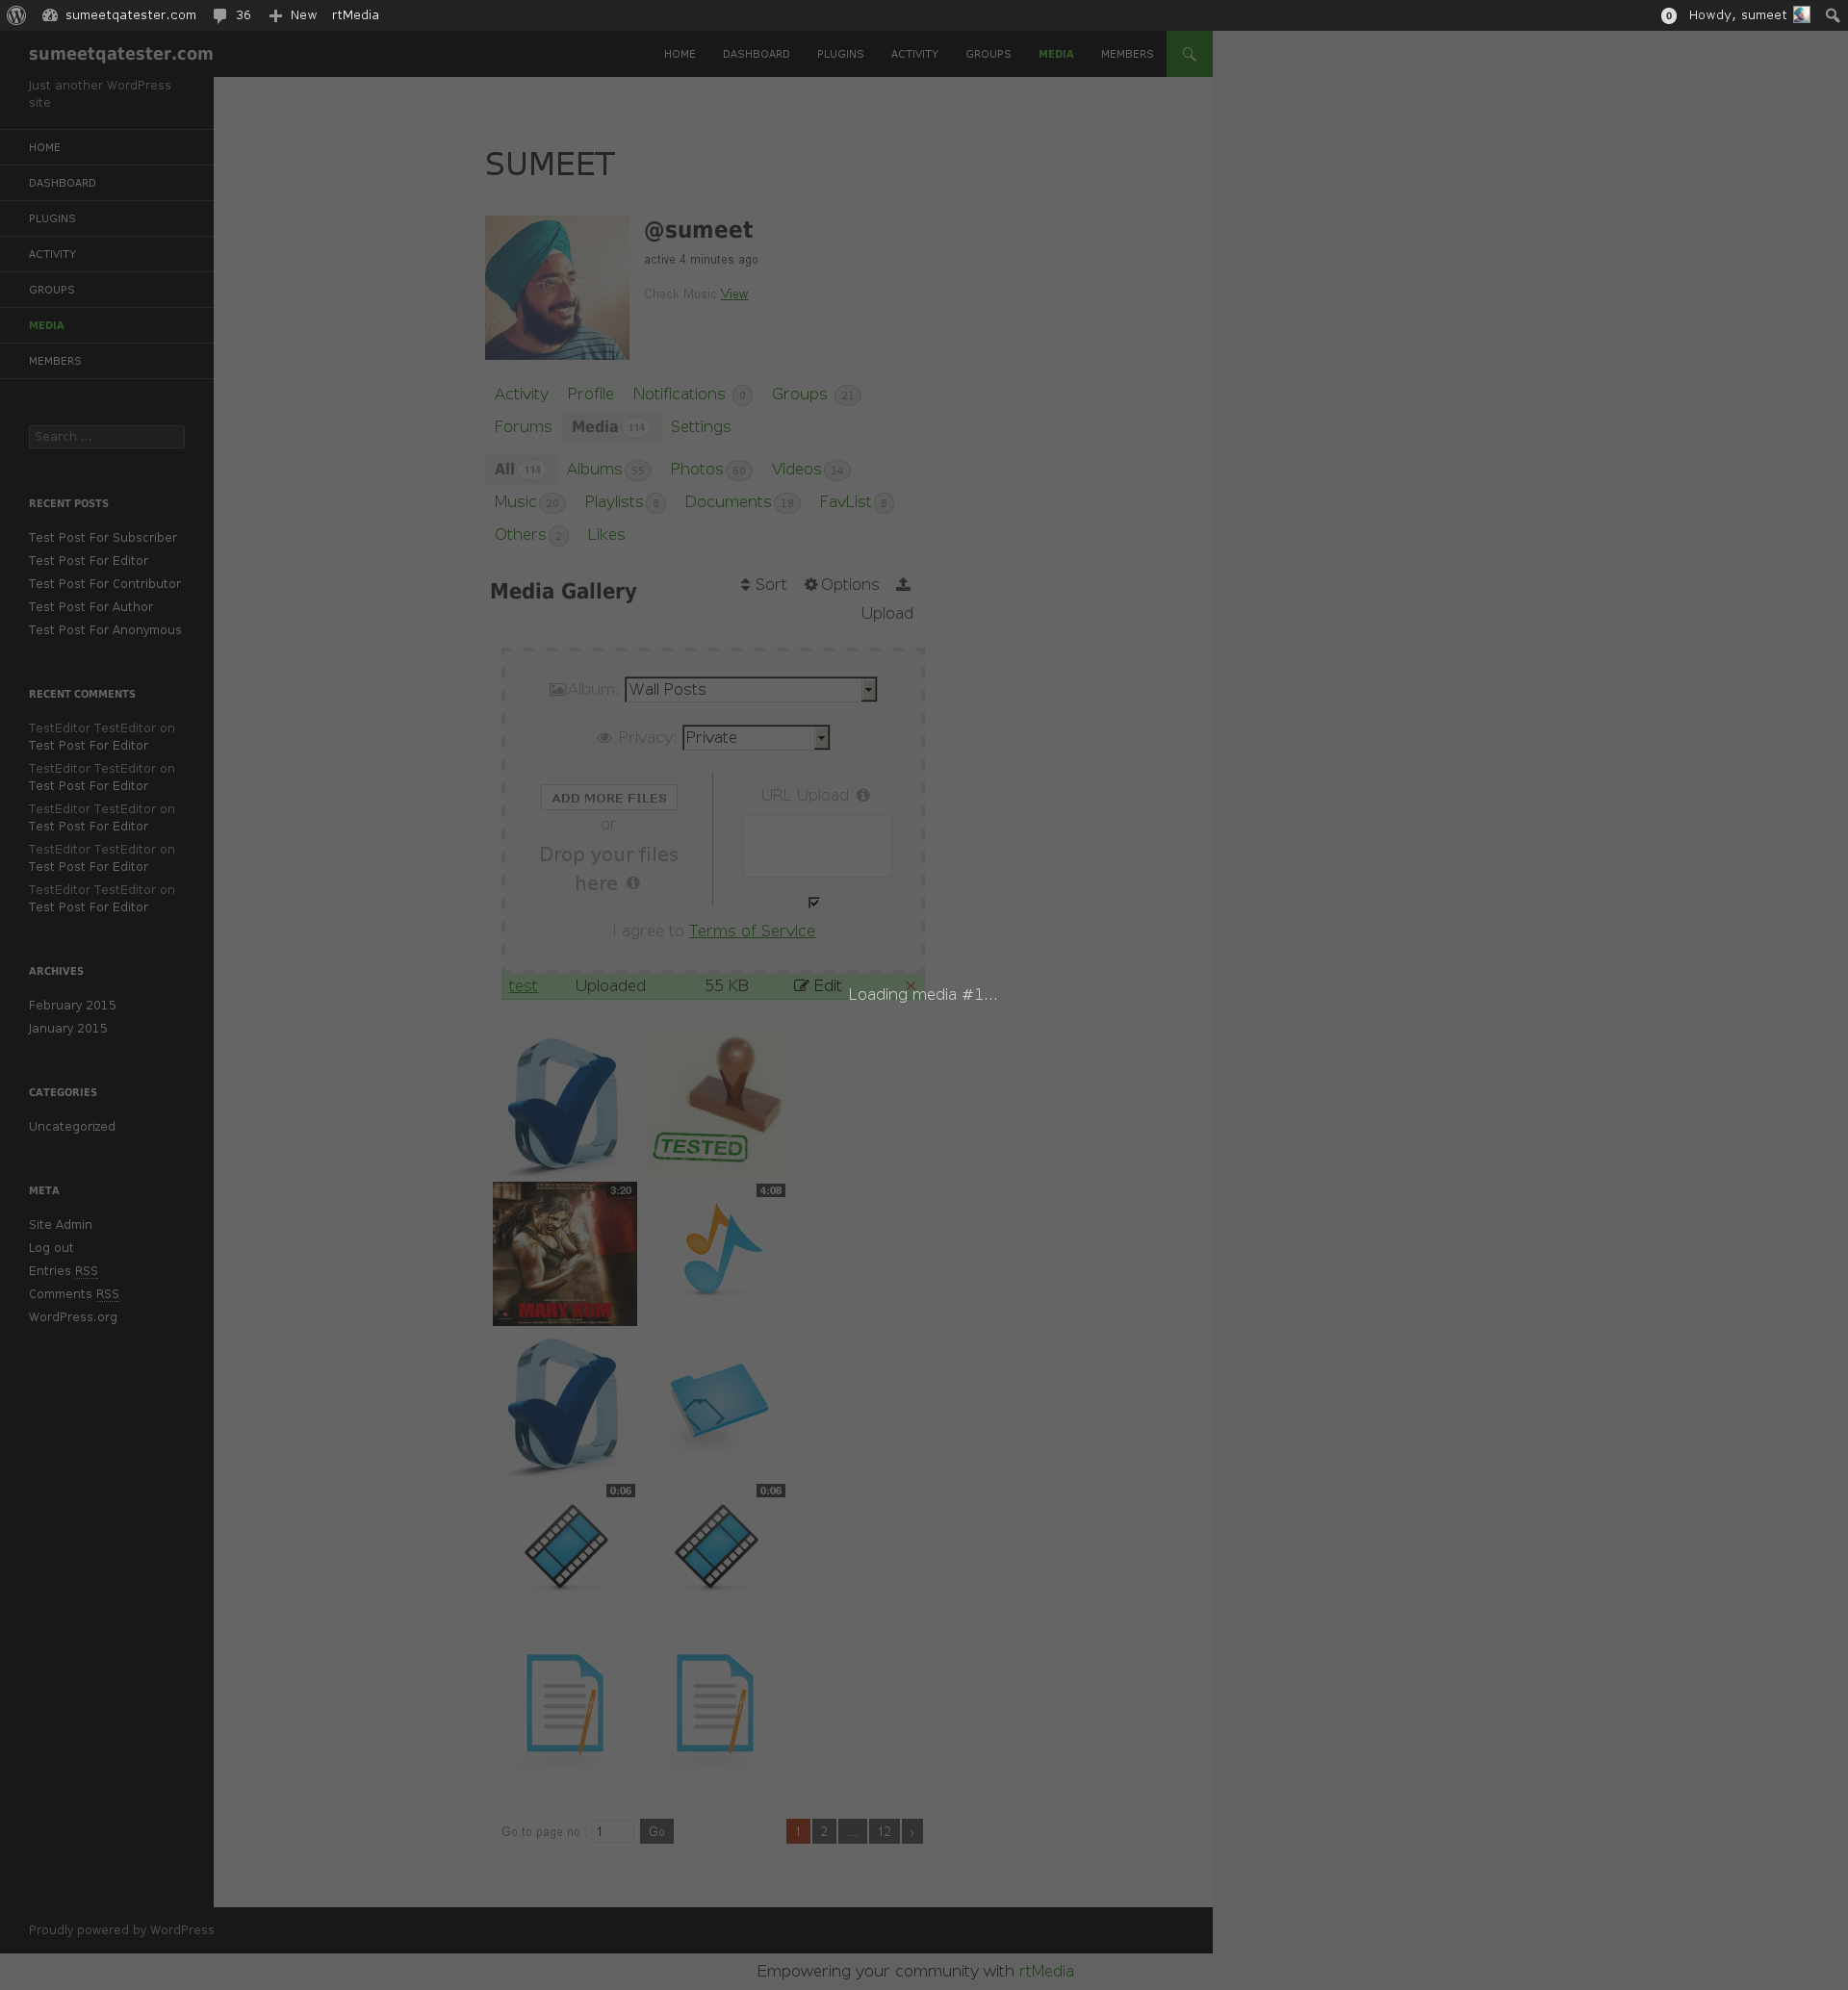 sumeetqatester.com 36 New rtMedia 0 Howdy, sumeet
sumeetqatester.com
HOME DASHBOARD PLUGINS ACTIVITY GROUPS MEDIA MEMBERS
Just another WordPress
site
HOME
DASHBOARD
PLUGINS
ACTIVITY
GROUPS
MEDIA
MEMBERS
Search ...
RECENT POSTS
Test Post For Subscriber
Test Post For Editor
Test Post For Contributor
Test Post For Author
Test Post For Anonymous
RECENT COMMENTS
TestEditor TestEditor on
Test Post For Editor
TestEditor TestEditor on
Test Post For Editor
TestEditor TestEditor on
Test Post For Editor
TestEditor TestEditor on
Test Post For Editor
TestEditor TestEditor on
Test Post For Editor
ARCHIVES
February 2015
January 2015
CATEGORIES
Uncategorized
META
Site Admin
Log out
Entries RSS
Comments RSS
WordPress.org
SUMEET
@sumeet
active 4 minutes ago
Check Music View
Activity Profile Notifications 0 Groups 21
Forums Media 114 Settings
All 114 Albums 55 Photos 60 Videos 14
Music 20 Playlists 8 Documents 18 FavList 8
Others 2 Likes
Media Gallery
Sort Options
Upload
Album: Wall Posts
Privacy: Private
ADD MORE FILES
or
Drop your files
here
URL Upload
I agree to Terms of Service
test Uploaded 55 KB Edit ×
Loading media #1...
TESTED
3:20 4:08
MARY KOM
0:06 0:06
Go to page no : 1 Go
1 2 ... 12 ›
Proudly powered by WordPress
Empowering your community with rtMedia